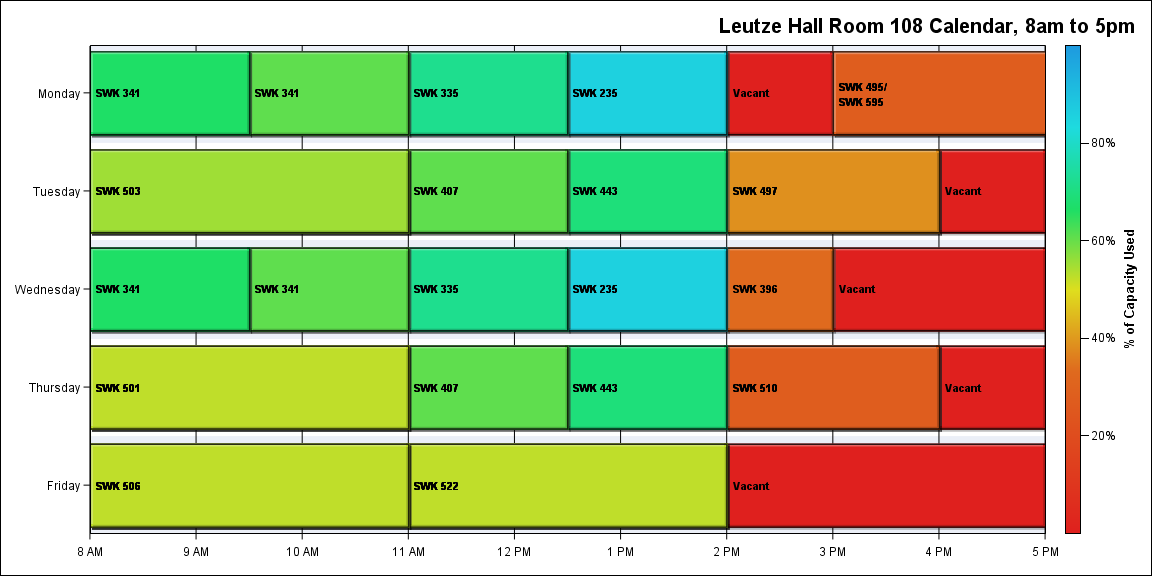 Leutze Hall Room 108 Calendar, 8am to 5pm
Monday
SWK 341
SWK 341
SWK 335
SWK 235
Vacant
SWK 495/
SWK 595
Tuesday
SWK 503
SWK 407
SWK 443
SWK 497
Vacant
Wednesday
SWK 341
SWK 341
SWK 335
SWK 235
SWK 396
Vacant
Thursday
SWK 501
SWK 407
SWK 443
SWK 510
Vacant
Friday
SWK 506
SWK 522
Vacant
8 AM
9 AM
10 AM
11 AM
12 PM
1 PM
2 PM
3 PM
4 PM
5 PM
80%
60%
40%
20%
% of Capacity Used